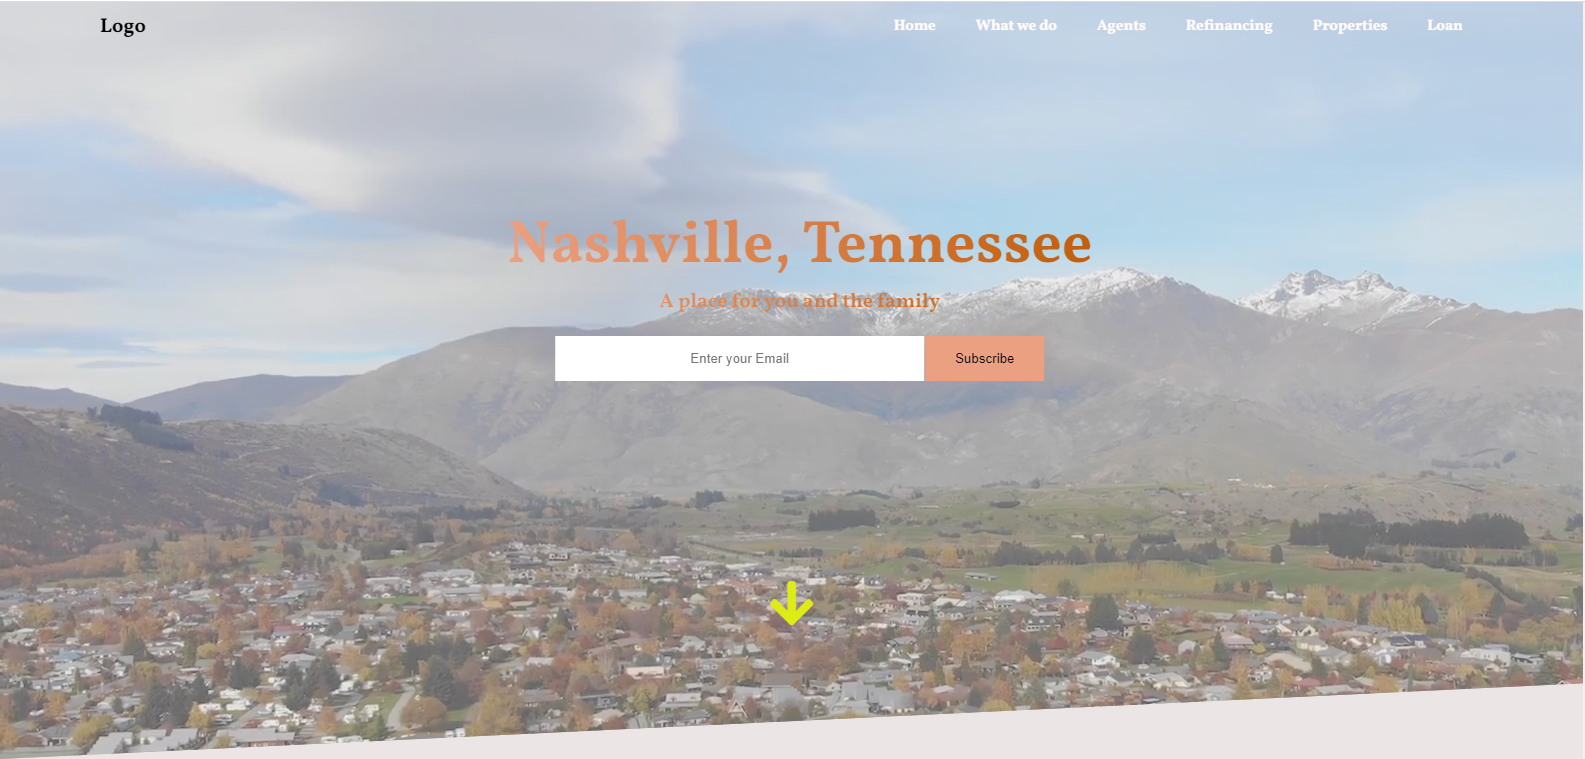 Logo
Home What we do Agents Refinancing Properties Loan
Nashville, Tennessee
A place for you and the family
Enter your Email Subscribe